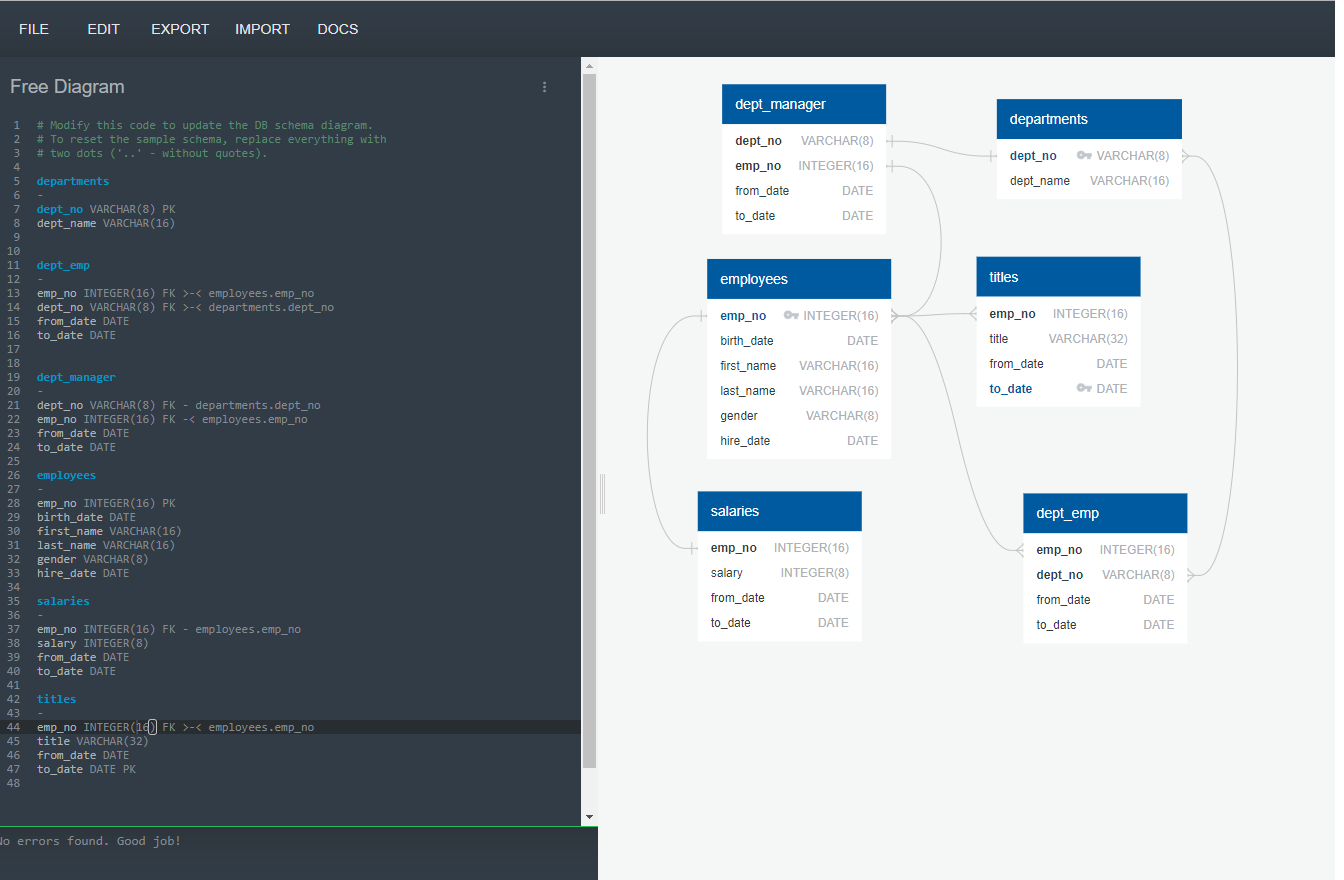 FILE EDIT EXPORT IMPORT DOCS
Free Diagram
1 # Modify this code to update the DB schema diagram.
2 # To reset the sample schema, replace everything with
3 # two dots ('..' - without quotes).
4
5 departments
6 -
7 dept_no VARCHAR(8) PK
8 dept_name VARCHAR(16)
9
10
11 dept_emp
12 -
13 emp_no INTEGER(16) FK >-< employees.emp_no
14 dept_no VARCHAR(8) FK >-< departments.dept_no
15 from_date DATE
16 to_date DATE
17
18
19 dept_manager
20 -
21 dept_no VARCHAR(8) FK - departments.dept_no
22 emp_no INTEGER(16) FK -< employees.emp_no
23 from_date DATE
24 to_date DATE
25
26 employees
27 -
28 emp_no INTEGER(16) PK
29 birth_date DATE
30 first_name VARCHAR(16)
31 last_name VARCHAR(16)
32 gender VARCHAR(8)
33 hire_date DATE
34
35 salaries
36 -
37 emp_no INTEGER(16) FK - employees.emp_no
38 salary INTEGER(8)
39 from_date DATE
40 to_date DATE
41
42 titles
43 -
44 emp_no INTEGER(16) FK >-< employees.emp_no
45 title VARCHAR(32)
46 from_date DATE
47 to_date DATE PK
48
No errors found. Good job!
dept_manager
dept_no VARCHAR(8)
emp_no INTEGER(16)
from_date DATE
to_date DATE
departments
dept_no VARCHAR(8)
dept_name VARCHAR(16)
employees
emp_no INTEGER(16)
birth_date DATE
first_name VARCHAR(16)
last_name VARCHAR(16)
gender VARCHAR(8)
hire_date DATE
titles
emp_no INTEGER(16)
title VARCHAR(32)
from_date DATE
to_date DATE
salaries
emp_no INTEGER(16)
salary INTEGER(8)
from_date DATE
to_date DATE
dept_emp
emp_no INTEGER(16)
dept_no VARCHAR(8)
from_date DATE
to_date DATE